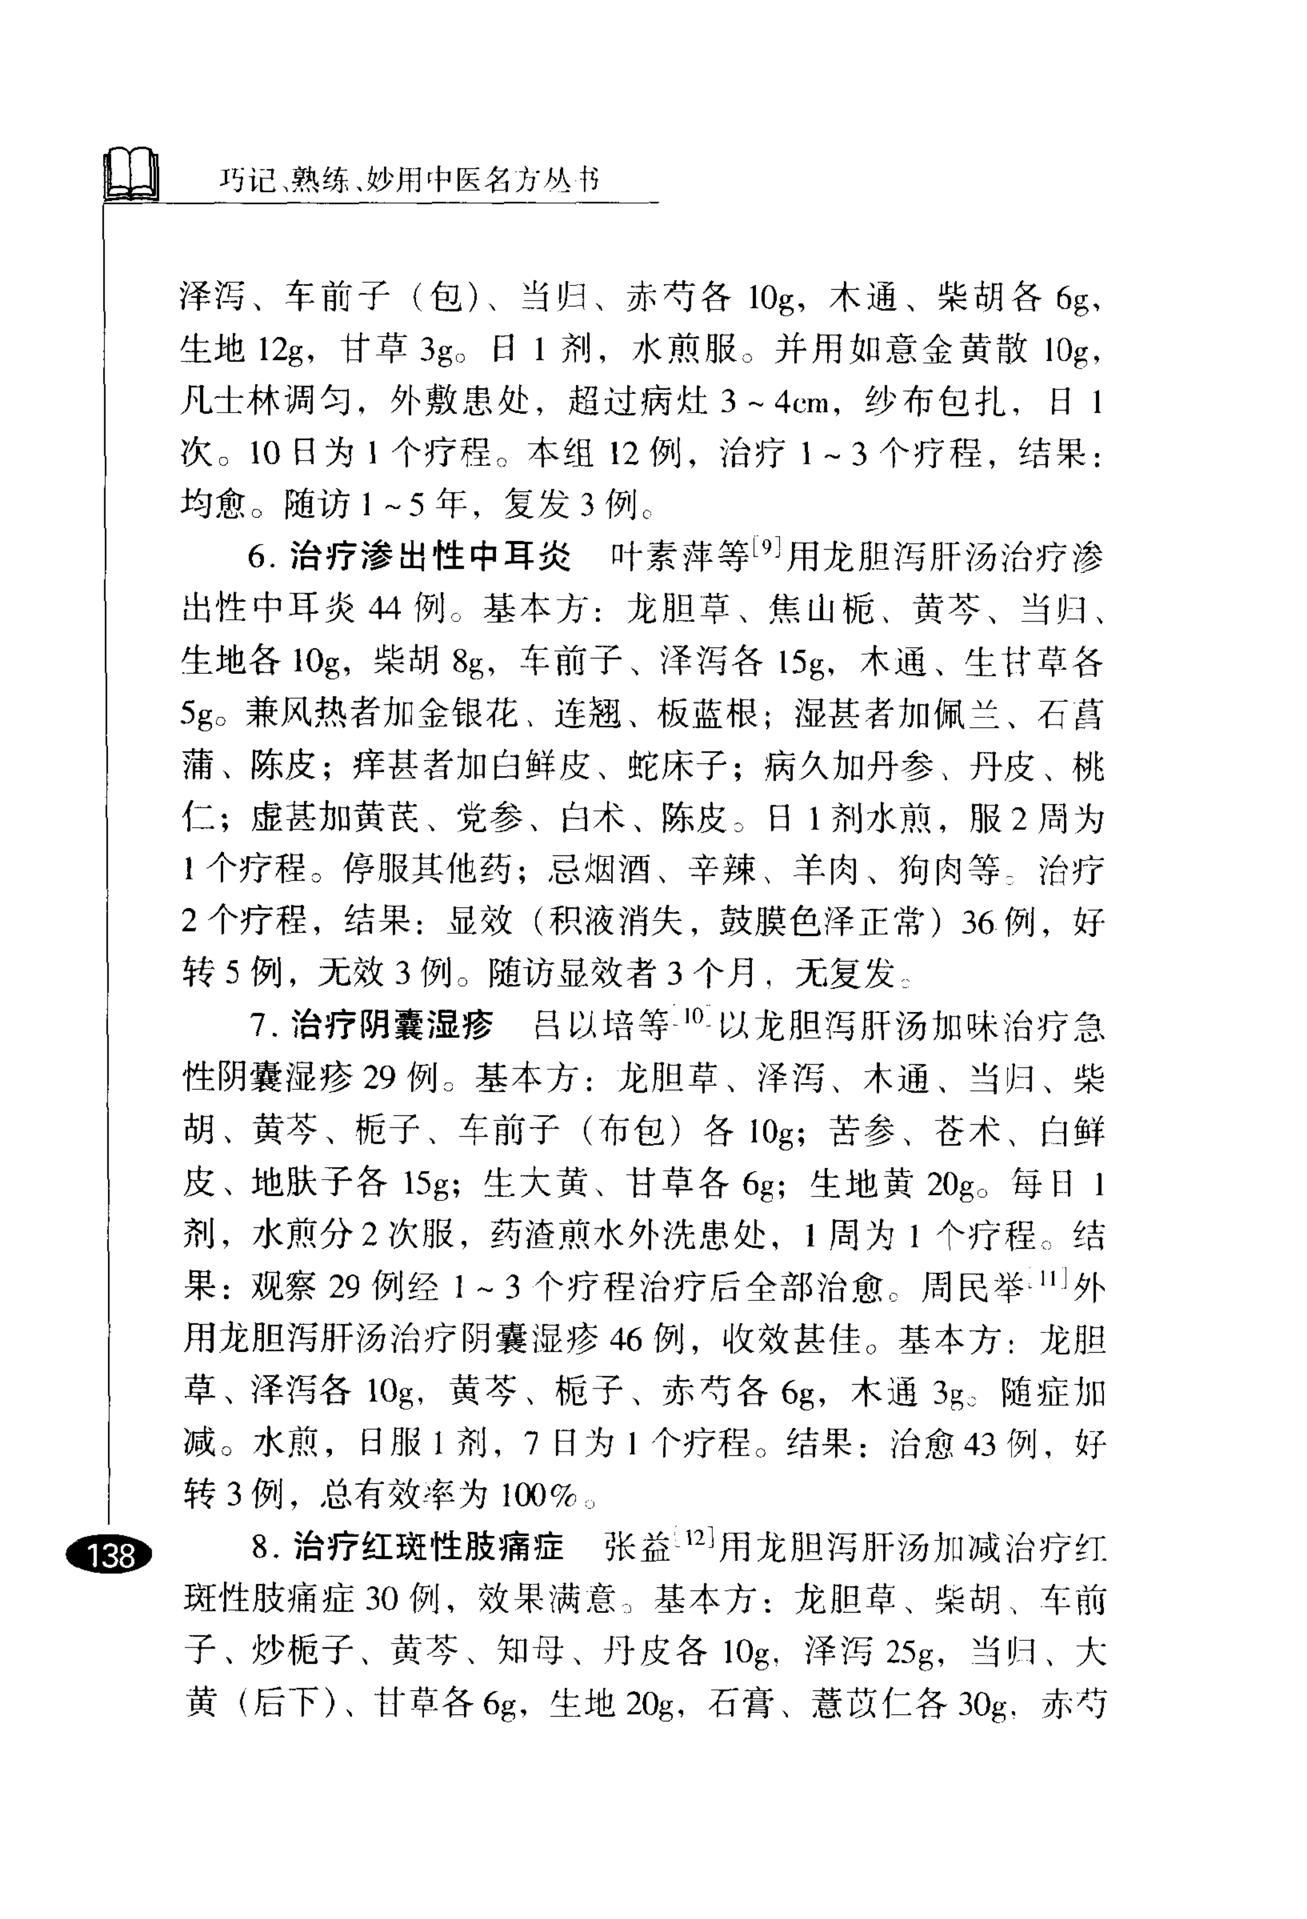 巧记、熟练、妙用中医名方丛书
泽泻、车前子（包）、当归、赤芍各 10g，木通、柴胡各 6g，
生地 12g，甘草 3g。日 1 剂，水煎服。并用如意金黄散 10g，
凡士林调匀，外敷患处，超过病灶 3～4cm，纱布包扎，日 1
次。10 日为 1 个疗程。本组 12 例，治疗 1～3 个疗程，结果：
均愈。随访 1～5 年，复发 3 例。
6. 治疗渗出性中耳炎　叶素萍等[9]用龙胆泻肝汤治疗渗
出性中耳炎 44 例。基本方：龙胆草、焦山栀、黄芩、当归、
生地各 10g，柴胡 8g，车前子、泽泻各 15g，木通、生甘草各
5g。兼风热者加金银花、连翘、板蓝根；湿甚者加佩兰、石菖
蒲、陈皮；痒甚者加白鲜皮、蛇床子；病久加丹参、丹皮、桃
仁；虚甚加黄芪、党参、白术、陈皮。日 1 剂水煎，服 2 周为
1 个疗程。停服其他药；忌烟酒、辛辣、羊肉、狗肉等。治疗
2 个疗程，结果：显效（积液消失，鼓膜色泽正常）36 例，好
转 5 例，无效 3 例。随访显效者 3 个月，无复发。
7. 治疗阴囊湿疹　吕以培等[10]以龙胆泻肝汤加味治疗急
性阴囊湿疹 29 例。基本方：龙胆草、泽泻、木通、当归、柴
胡、黄芩、栀子、车前子（布包）各 10g；苦参、苍术、白鲜
皮、地肤子各 15g；生大黄、甘草各 6g；生地黄 20g。每日 1
剂，水煎分 2 次服，药渣煎水外洗患处，1 周为 1 个疗程。结
果：观察 29 例经 1～3 个疗程治疗后全部治愈。周民举[11]外
用龙胆泻肝汤治疗阴囊湿疹 46 例，收效甚佳。基本方：龙胆
草、泽泻各 10g，黄芩、栀子、赤芍各 6g，木通 3g。随症加
减。水煎，日服 1 剂，7 日为 1 个疗程。结果：治愈 43 例，好
转 3 例，总有效率为 100%。
8. 治疗红斑性肢痛症　张益[12]用龙胆泻肝汤加减治疗红
斑性肢痛症 30 例，效果满意。基本方：龙胆草、柴胡、车前
子、炒栀子、黄芩、知母、丹皮各 10g，泽泻 25g，当归、大
黄（后下）、甘草各 6g，生地 20g，石膏、薏苡仁各 30g，赤芍
138